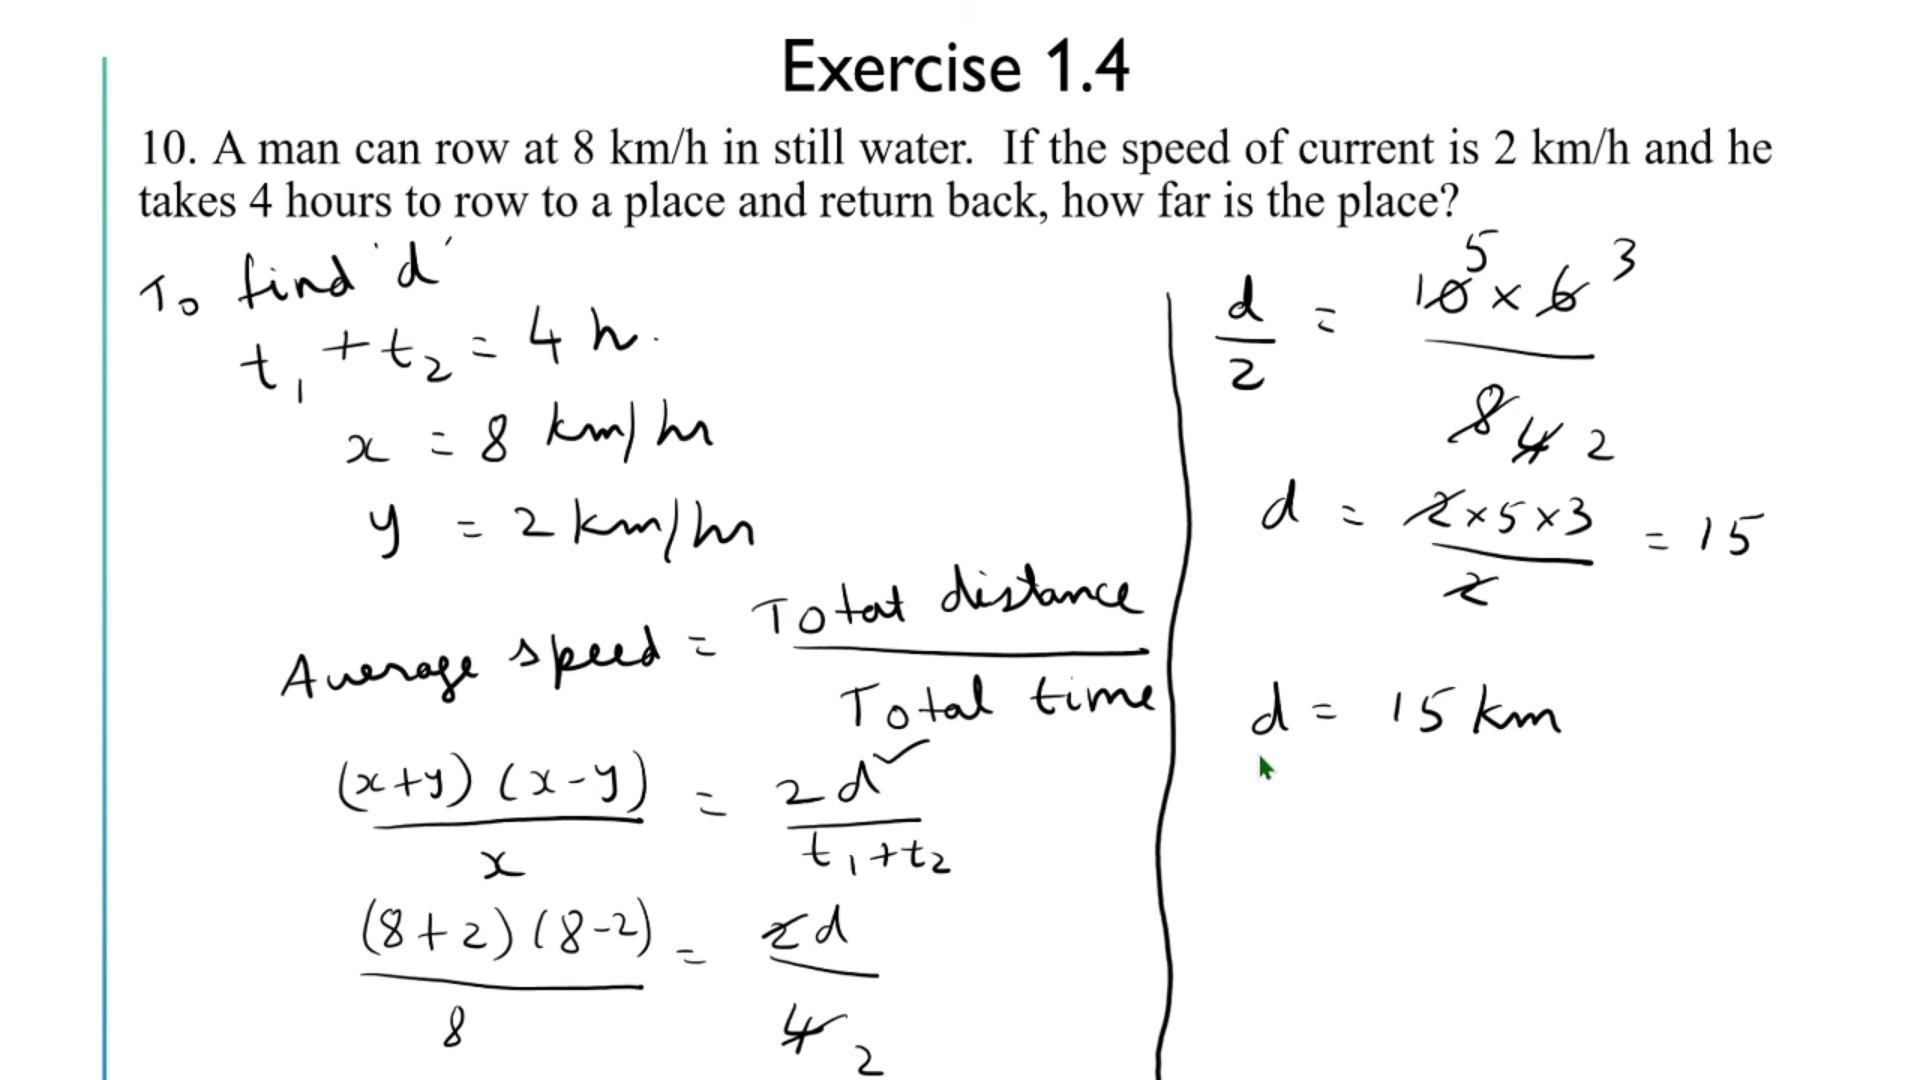 Exercise 1.4
10. A man can row at 8 km/h in still water. If the speed of current is 2 km/h and he
takes 4 hours to row to a place and return back, how far is the place?
To find 'd'
t₁ + t₂ = 4 h.
x = 8 km/hr
y = 2 km/hr
Average speed = Total distance / Total time
(x+y) (x-y) / x = 2d / t₁+t₂
(8+2) (8-2) / 8 = 2d / 4 2
d/2 = 10 5 × 6 3 / 8 4 2
d = 2×5×3 / 2 = 15
d = 15 km